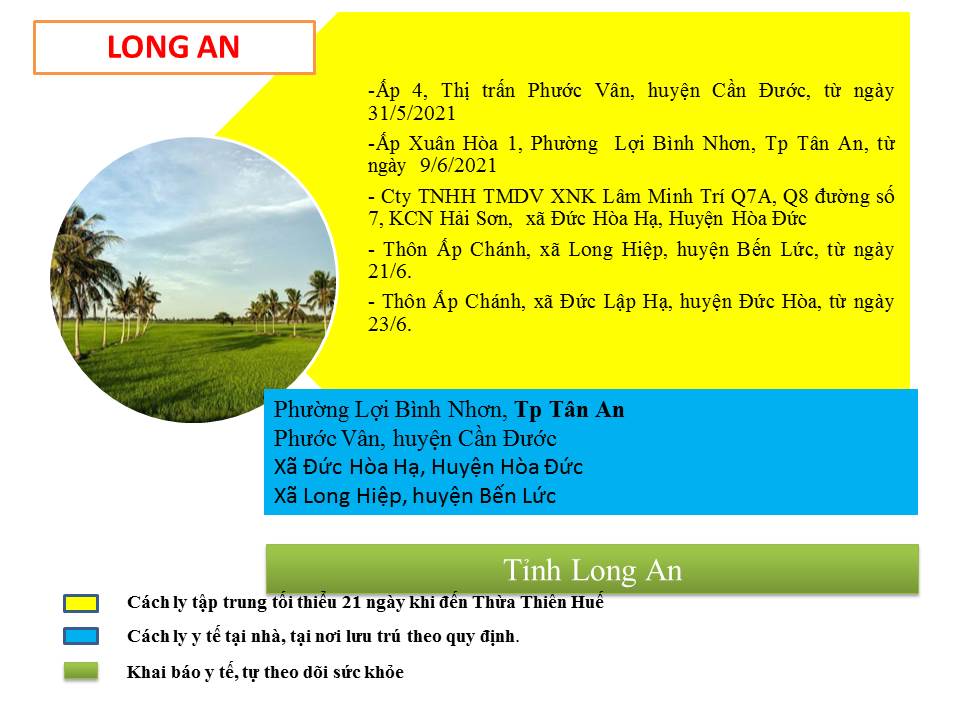 LONG AN
-Ấp 4, Thị trấn Phước Vân, huyện Cần Đước, từ ngày
31/5/2021
-Ấp Xuân Hòa 1, Phường Lợi Bình Nhơn, Tp Tân An, từ
ngày 9/6/2021
- Cty TNHH TMDV XNK Lâm Minh Trí Q7A, Q8 đường số
7, KCN Hải Sơn, xã Đức Hòa Hạ, Huyện Hòa Đức
- Thôn Ấp Chánh, xã Long Hiệp, huyện Bến Lức, từ ngày
21/6.
- Thôn Ấp Chánh, xã Đức Lập Hạ, huyện Đức Hòa, từ ngày
23/6.
Phường Lợi Bình Nhơn, Tp Tân An
Phước Vân, huyện Cần Đước
Xã Đức Hòa Hạ, Huyện Hòa Đức
Xã Long Hiệp, huyện Bến Lức
Tỉnh Long An
Cách ly tập trung tối thiểu 21 ngày khi đến Thừa Thiên Huế
Cách ly y tế tại nhà, tại nơi lưu trú theo quy định.
Khai báo y tế, tự theo dõi sức khỏe